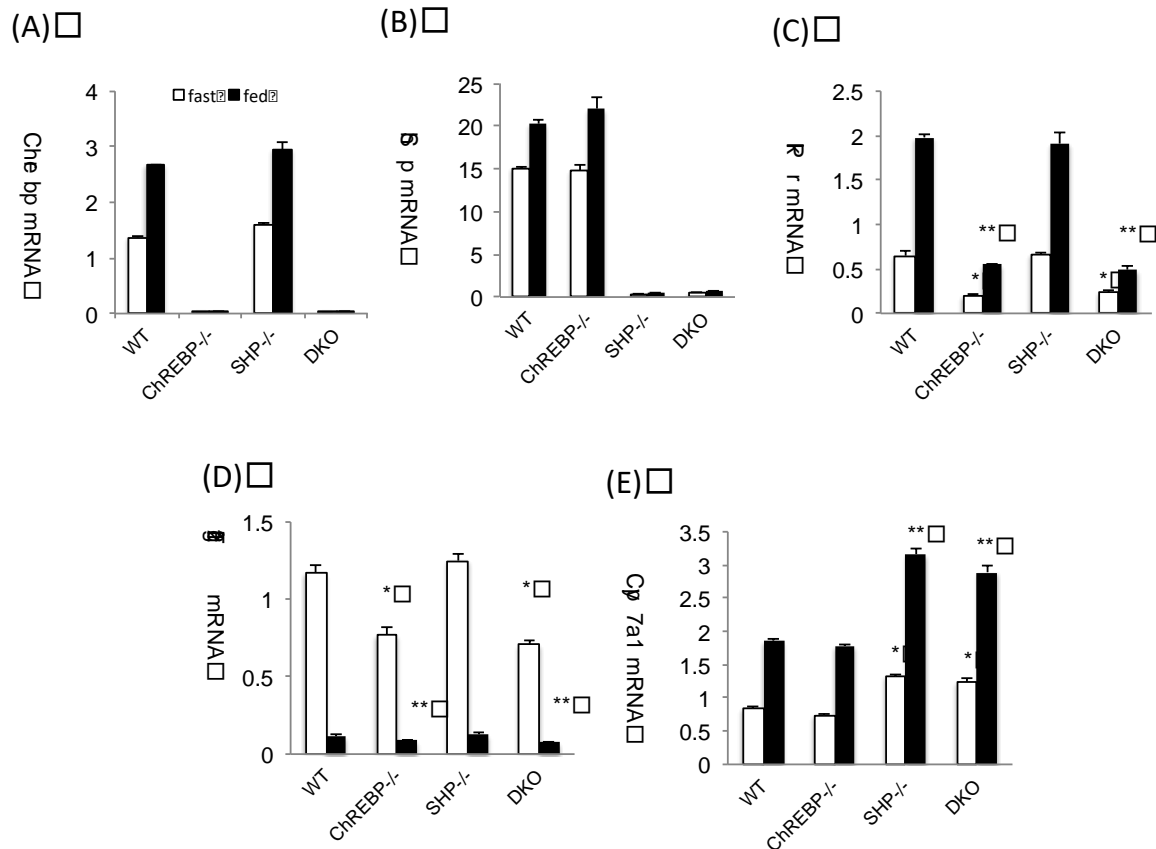 (A)
fast fed
Che bp mRNA
4
3
2
1
0
WT
ChREBP-/-
SHP-/-
DKO
(B)
p mRNA
25
20
15
10
5
0
WT
ChREBP-/-
SHP-/-
DKO
(C)
r mRNA
2.5
2
1.5
1
0.5
0
*
**
*
**
WT
ChREBP-/-
SHP-/-
DKO
(D)
mRNA
1.5
1
0.5
0
*
**
*
**
WT
ChREBP-/-
SHP-/-
DKO
(E)
7a1 mRNA
3.5
3
2.5
2
1.5
1
0.5
0
*
**
*
**
WT
ChREBP-/-
SHP-/-
DKO